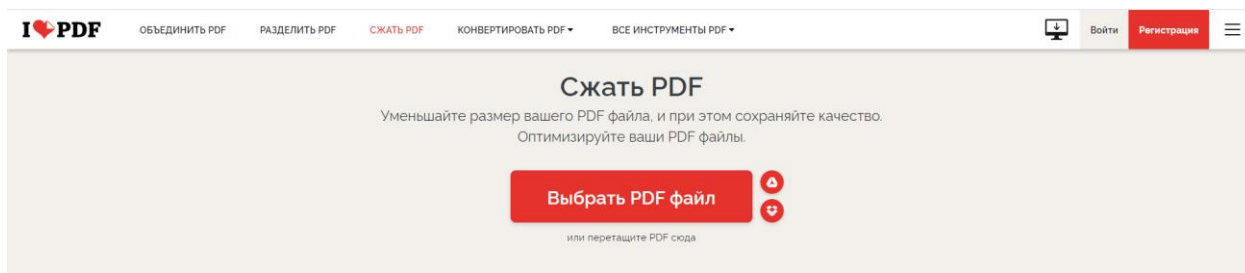 I PDF
ОБЪЕДИНИТЬ PDF
РАЗДЕЛИТЬ PDF
СЖАТЬ PDF
КОНВЕРТИРОВАТЬ PDF
ВСЕ ИНСТРУМЕНТЫ PDF
Войти
Регистрация
Сжать PDF
Уменьшайте размер вашего PDF файла, и при этом сохраняйте качество.
Оптимизируйте ваши PDF файлы.
Выбрать PDF файл
или перетащите PDF сюда